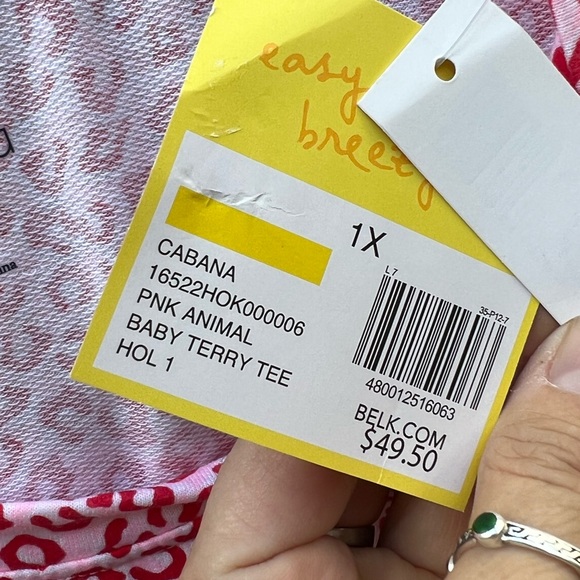 easy
breezy
1X
CABANA
16522HOK000006
PNK ANIMAL
BABY TERRY TEE
HOL 1
L7
35-P12-7
480012516063
BELK.COM
$49.50